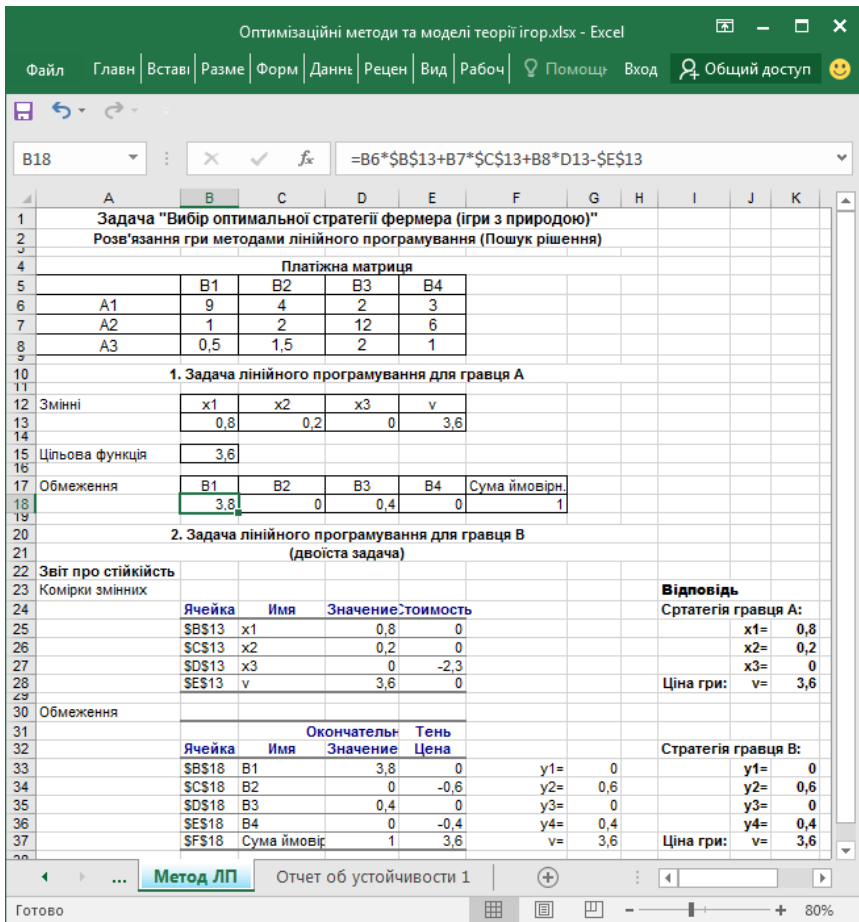 Оптимізаційні методи та моделі теорії ігор.xlsx - Excel
Файл Главн Встав Разме Форм Даннь Рецен Вид Рабоч Помощь Вход Общий доступ
B18 fx =B6*$B$13+B7*$C$13+B8*D13-$E$13
A B C D E F G H I J K
1 Задача "Вибір оптимальної стратегії фермера (ігри з природою)"
2 Розв'язання гри методами лінійного програмування (Пошук рішення)
3
4 Платіжна матриця
5 B1 B2 B3 B4
6 A1 9 4 2 3
7 A2 1 2 12 6
8 A3 0,5 1,5 2 1
9
10 1. Задача лінійного програмування для гравця А
11
12 Змінні x1 x2 x3 v
13 0,8 0,2 0 3,6
14
15 Цільова функція 3,6
16
17 Обмеження B1 B2 B3 B4 Сума ймовірн.
18 3,8 0 0,4 0 1
19
20 2. Задача лінійного програмування для гравця В
21 (двоїста задача)
22 Звіт про стійкість
23 Комірки змінних Відповідь
24 Ячейка Имя Значение Стоимость Сртатегія гравця А:
25 $B$13 x1 0,8 0 x1= 0,8
26 $C$13 x2 0,2 0 x2= 0,2
27 $D$13 x3 0 -2,3 x3= 0
28 $E$13 v 3,6 0 Ціна гри: v= 3,6
29
30 Обмеження
31 Окончательн Тень
32 Ячейка Имя Значение Цена Стратегія гравця В:
33 $B$18 B1 3,8 0 y1= 0 y1= 0
34 $C$18 B2 0 -0,6 y2= 0,6 y2= 0,6
35 $D$18 B3 0,4 0 y3= 0 y3= 0
36 $E$18 B4 0 -0,4 y4= 0,4 y4= 0,4
37 $F$18 Сума ймовір 1 3,6 v= 3,6 Ціна гри: v= 3,6
... Метод ЛП Отчет об устойчивости 1
Готово 80%